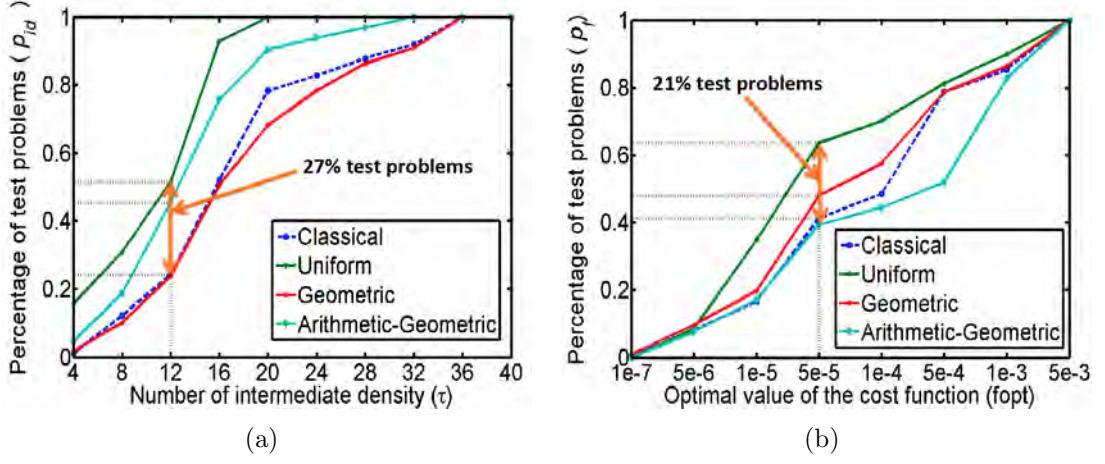 Percentage of test problems ( p_id )
1
0.8
0.6
0.4
0.2
0
27% test problems
Classical
Uniform
Geometric
Arithmetic-Geometric
4 8 12 16 20 24 28 32 36 40
Number of intermediate density (τ)
(a)
Percentage of test problems ( p_f )
1
0.8
0.6
0.4
0.2
0
21% test problems
Classical
Uniform
Geometric
Arithmetic-Geometric
1e-7 5e-6 1e-5 5e-5 1e-4 5e-4 1e-3 5e-3
Optimal value of the cost function (fopt)
(b)